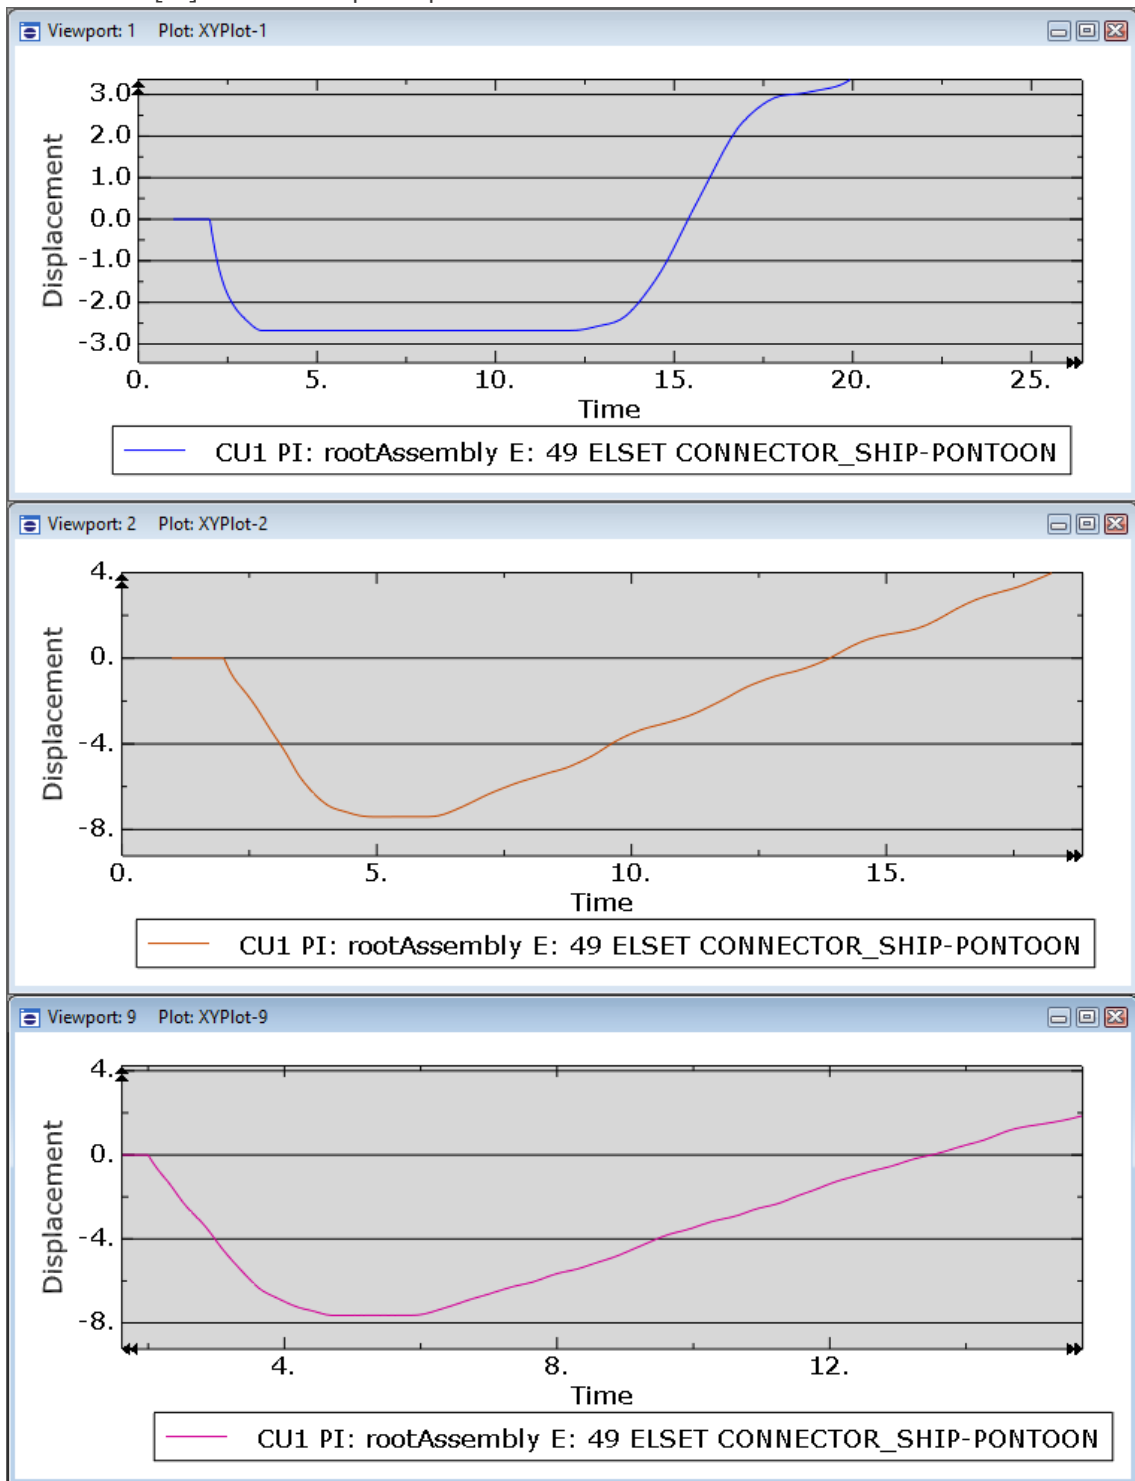 Viewport: 1 Plot: XYPlot-1
Displacement
3.0
2.0
1.0
0.0
-1.0
-2.0
-3.0
0. 5. 10. 15. 20. 25.
Time
CU1 PI: rootAssembly E: 49 ELSET CONNECTOR_SHIP-PONTOON
Viewport: 2 Plot: XYPlot-2
Displacement
4.
0.
-4.
-8.
0. 5. 10. 15.
Time
CU1 PI: rootAssembly E: 49 ELSET CONNECTOR_SHIP-PONTOON
Viewport: 9 Plot: XYPlot-9
Displacement
4.
0.
-4.
-8.
4. 8. 12.
Time
CU1 PI: rootAssembly E: 49 ELSET CONNECTOR_SHIP-PONTOON